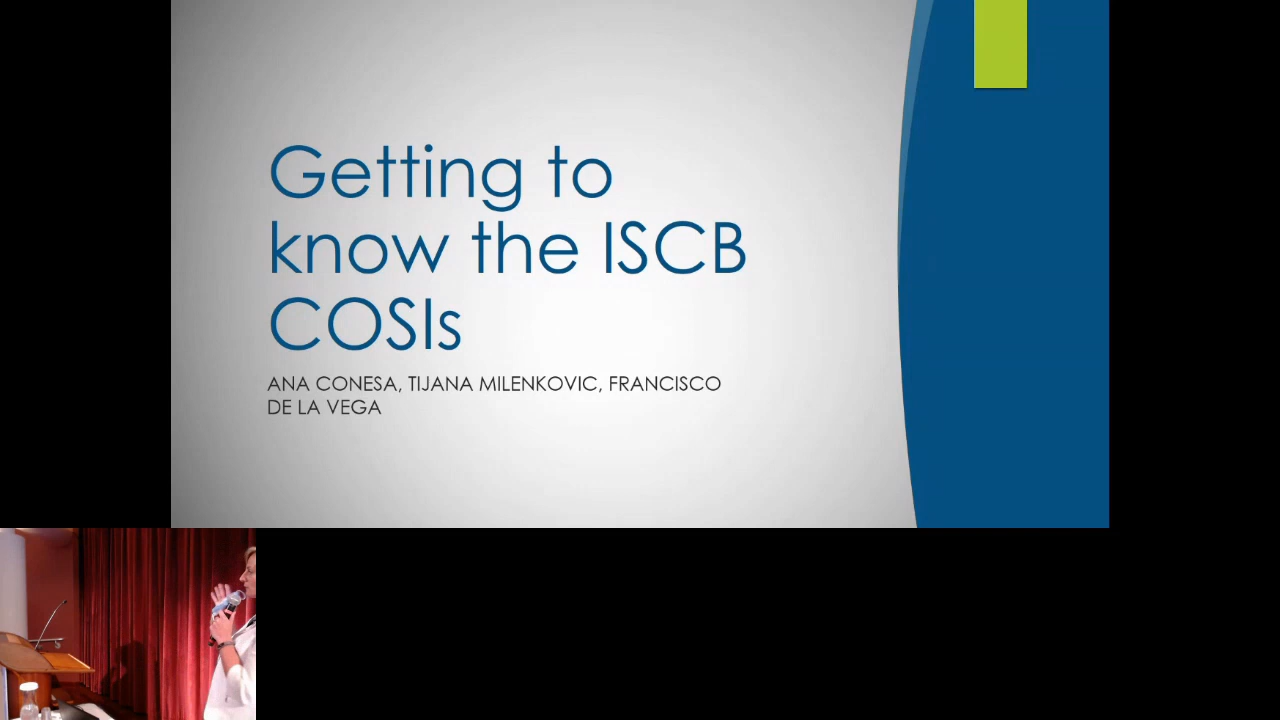 Getting to
know the ISCB
COSIs
ANA CONESA, TIJANA MILENKOVIC, FRANCISCO
DE LA VEGA